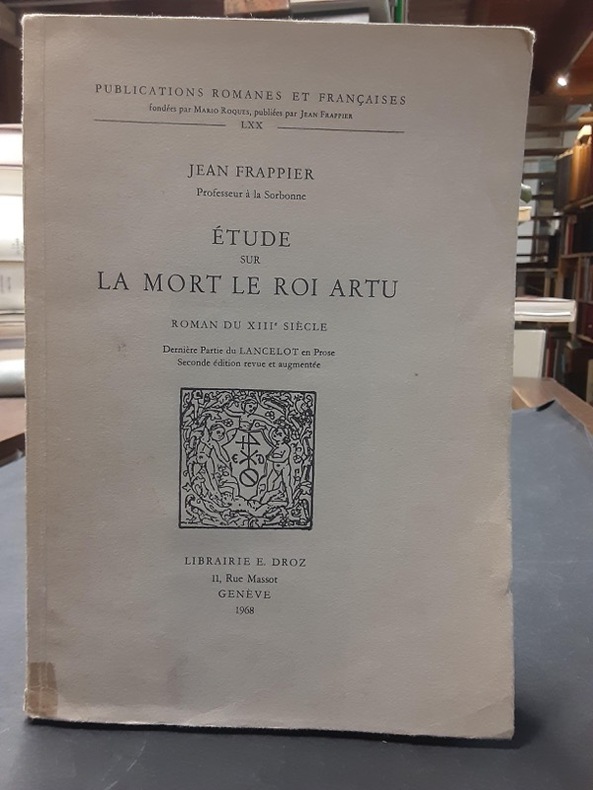 PUBLICATIONS ROMANES ET FRANÇAISES
fondées par MARIO ROQUES, publiées par JEAN FRAPPIER
LXX
JEAN FRAPPIER
Professeur à la Sorbonne
ÉTUDE
SUR
LA MORT LE ROI ARTU
ROMAN DU XIIIe SIÈCLE
Dernière Partie du LANCELOT en Prose
Seconde édition revue et augmentée
E D
LIBRAIRIE E. DROZ
11, Rue Massot
GENÈVE
1968